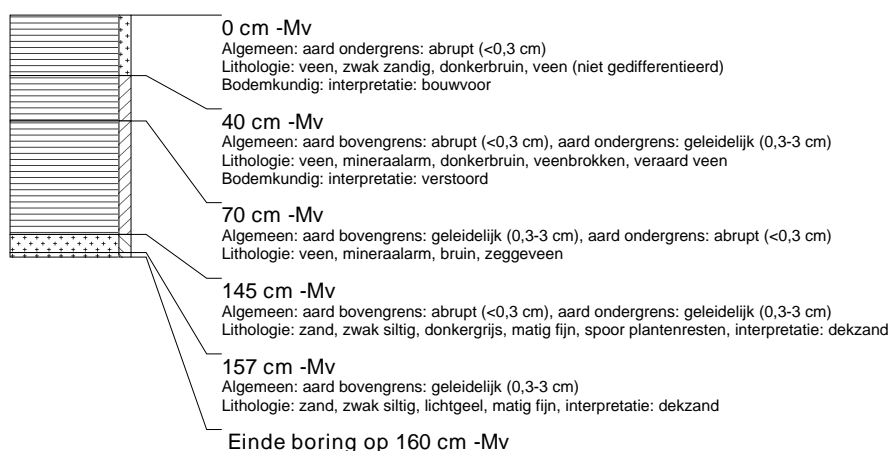 0 cm -Mv
Algemeen: aard ondergrens: abrupt (<0,3 cm)
Lithologie: veen, zwak zandig, donkerbruin, veen (niet gedifferentieerd)
Bodemkundig: interpretatie: bouwvoor
40 cm -Mv
Algemeen: aard bovengrens: abrupt (<0,3 cm), aard ondergrens: geleidelijk (0,3-3 cm)
Lithologie: veen, mineraalarm, donkerbruin, veenbrokken, veraard veen
Bodemkundig: interpretatie: verstoord
70 cm -Mv
Algemeen: aard bovengrens: geleidelijk (0,3-3 cm), aard ondergrens: abrupt (<0,3 cm)
Lithologie: veen, mineraalarm, bruin, zeggeveen
145 cm -Mv
Algemeen: aard bovengrens: abrupt (<0,3 cm), aard ondergrens: geleidelijk (0,3-3 cm)
Lithologie: zand, zwak siltig, donkergrijs, matig fijn, spoor plantenresten, interpretatie: dekzand
157 cm -Mv
Algemeen: aard bovengrens: geleidelijk (0,3-3 cm)
Lithologie: zand, zwak siltig, lichtgeel, matig fijn, interpretatie: dekzand
Einde boring op 160 cm -Mv